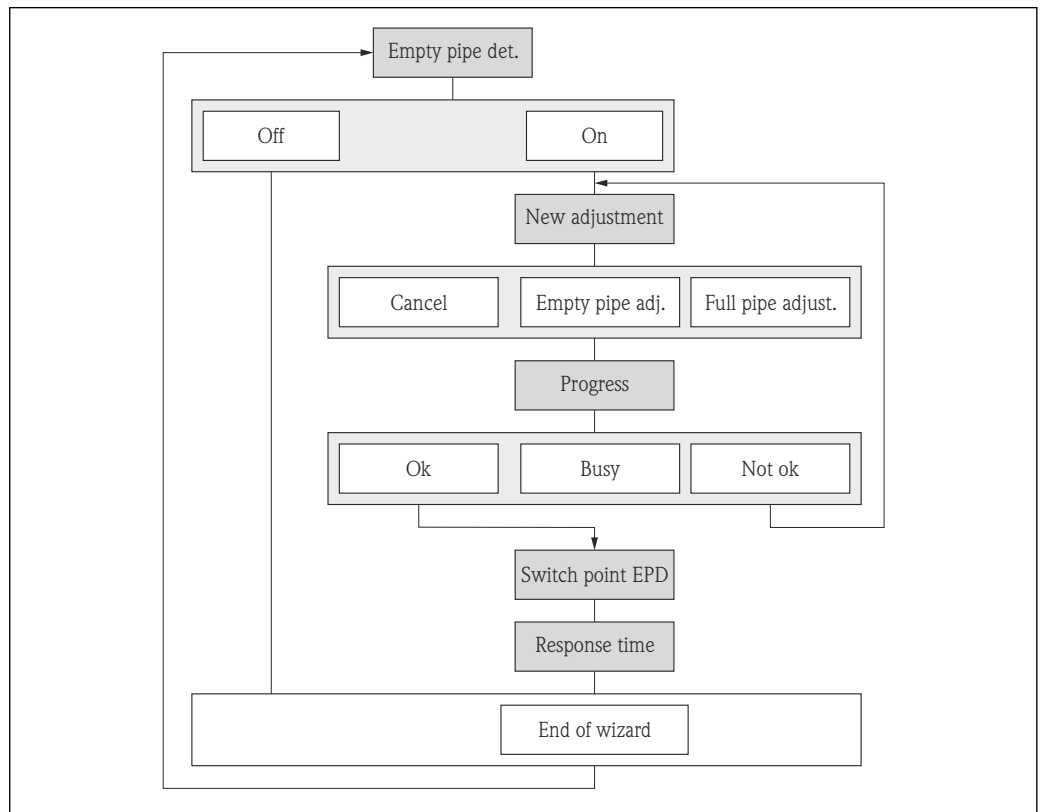 Empty pipe det.
Off
On
New adjustment
Cancel
Empty pipe adj.
Full pipe adjust.
Progress
Ok
Busy
Not ok
Switch point EPD
Response time
End of wizard